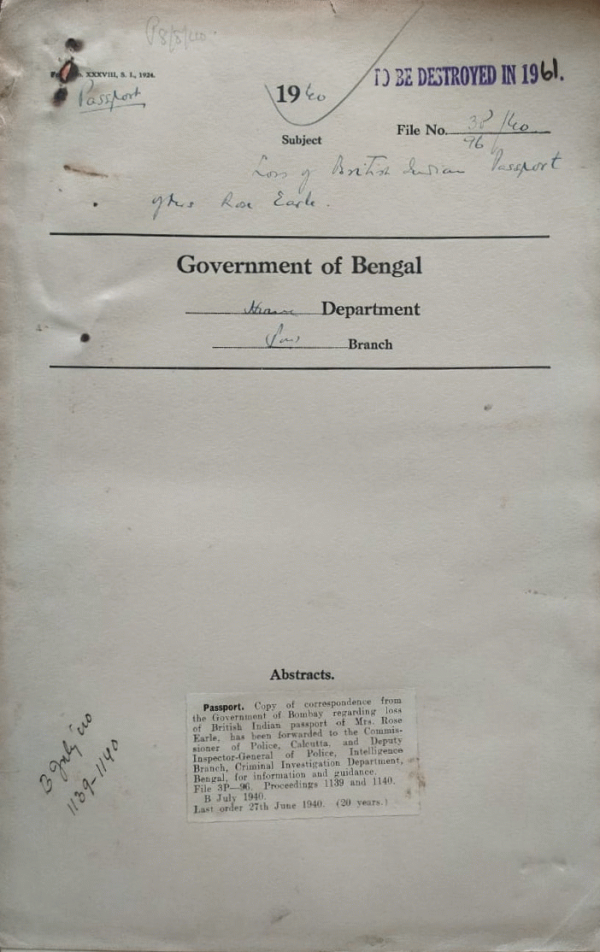 XXXVIII, S. I., 1924.
Passport
1940
TO BE DESTROYED IN 1961.
Subject
File No. 3P/40
96
Loss of British Indian Passport
of Mrs Rose Earle.
Government of Bengal
Home Department
Branch
Abstracts.
Passport. Copy of correspondence from
the Government of Bombay regarding loss
of British Indian passport of Mrs. Rose
Earle, has been forwarded to the Commis-
sioner of Police, Calcutta, and Deputy
Inspector-General of Police, Intelligence
Branch, Criminal Investigation Department,
Bengal, for information and guidance.
File 3P—96. Proceedings 1139 and 1140.
B July 1940.
Last order 27th June 1940. (20 years.)
B July 40
1139-1140